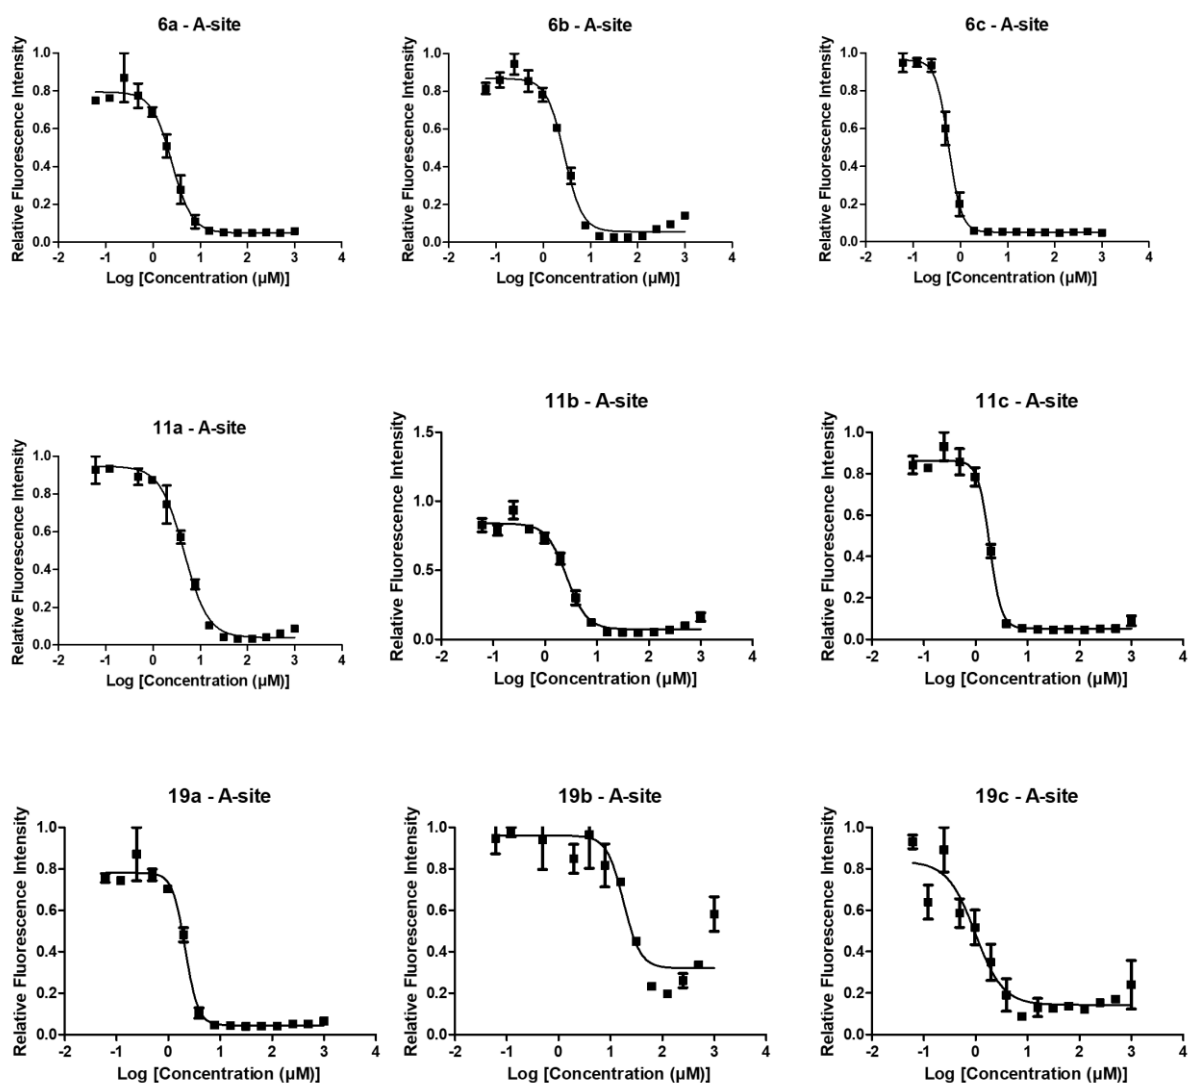 6a - A-site
Relative Fluorescence Intensity
1.0
0.8
0.6
0.4
0.2
0.0
-2 -1 0 1 2 3 4
Log [Concentration (µM)]
6b - A-site
Relative Fluorescence Intensity
1.0
0.8
0.6
0.4
0.2
0.0
-2 -1 0 1 2 3 4
Log [Concentration (µM)]
6c - A-site
Relative Fluorescence Intensity
1.0
0.8
0.6
0.4
0.2
0.0
-2 -1 0 1 2 3 4
Log [Concentration (µM)]
11a - A-site
Relative Fluorescence Intensity
1.0
0.8
0.6
0.4
0.2
0.0
-2 -1 0 1 2 3 4
Log [Concentration (µM)]
11b - A-site
Relative Fluorescence Intensity
1.5
1.0
0.5
0.0
-2 -1 0 1 2 3 4
Log [Concentration (µM)]
11c - A-site
Relative Fluorescence Intensity
1.0
0.8
0.6
0.4
0.2
0.0
-2 -1 0 1 2 3 4
Log [Concentration (µM)]
19a - A-site
Relative Fluorescence Intensity
1.0
0.8
0.6
0.4
0.2
0.0
-2 -1 0 1 2 3 4
Log [Concentration (µM)]
19b - A-site
Relative Fluorescence Intensity
1.0
0.8
0.6
0.4
0.2
0.0
-2 -1 0 1 2 3 4
Log [Concentration (µM)]
19c - A-site
Relative Fluorescence Intensity
1.0
0.8
0.6
0.4
0.2
0.0
-2 -1 0 1 2 3 4
Log [Concentration (µM)]